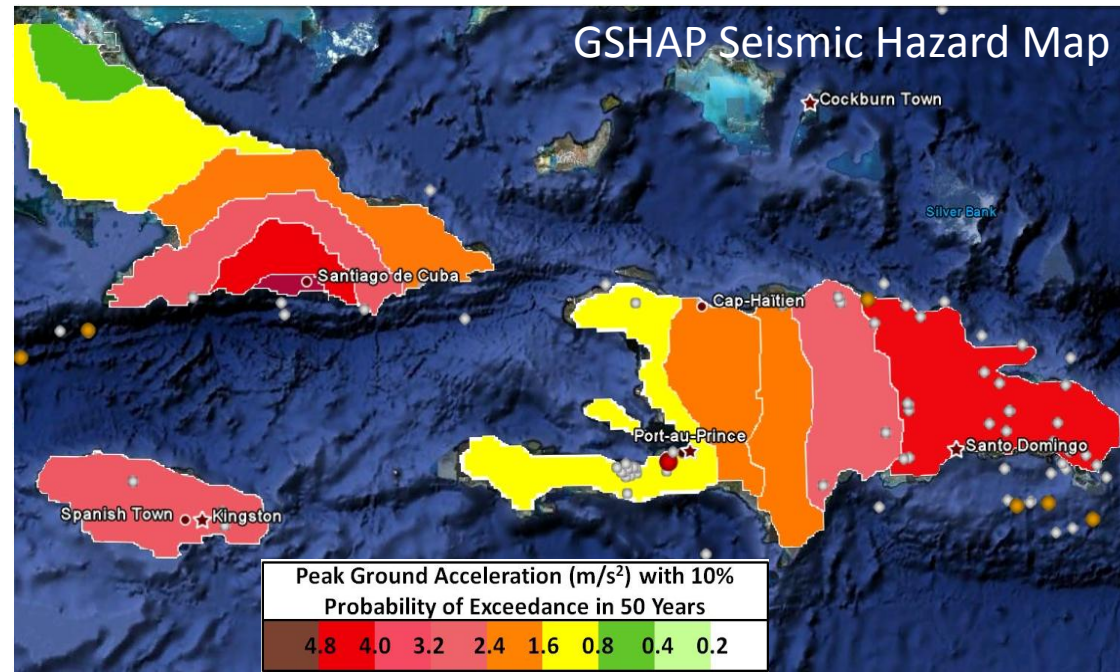 GSHAP Seismic Hazard Map
Cockburn Town
Silver Bank
Santiago de Cuba
Cap-Haïtien
Port-au-Prince
Santo Domingo
Spanish Town
Kingston
Peak Ground Acceleration (m/s²) with 10%
Probability of Exceedance in 50 Years
4.8 4.0 3.2 2.4 1.6 0.8 0.4 0.2